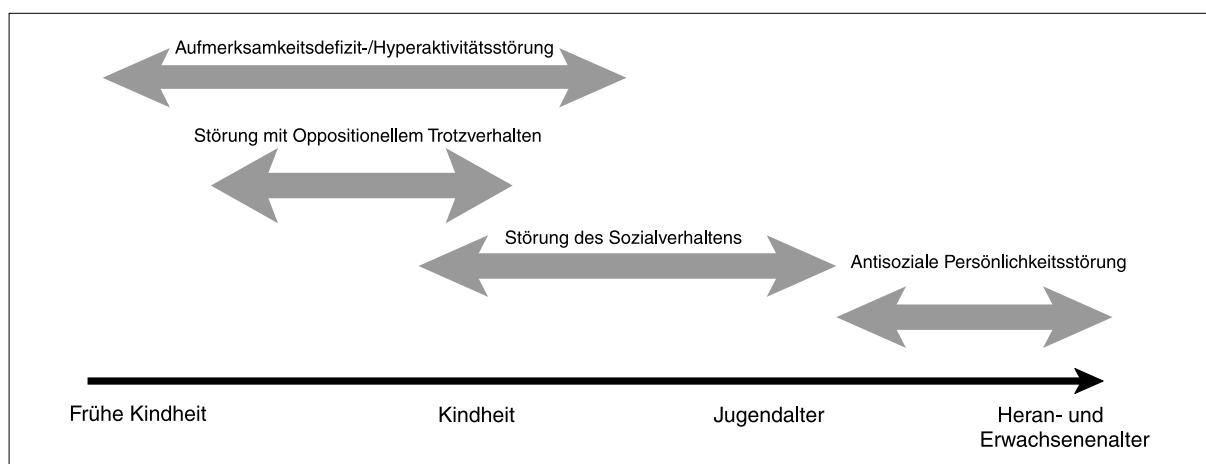 Aufmerksamkeitsdefizit-/Hyperaktivitätsstörung
Störung mit Oppositionellem Trotzverhalten
Störung des Sozialverhaltens
Antisoziale Persönlichkeitsstörung
Frühe Kindheit
Kindheit
Jugendalter
Heran- und
Erwachsenenalter